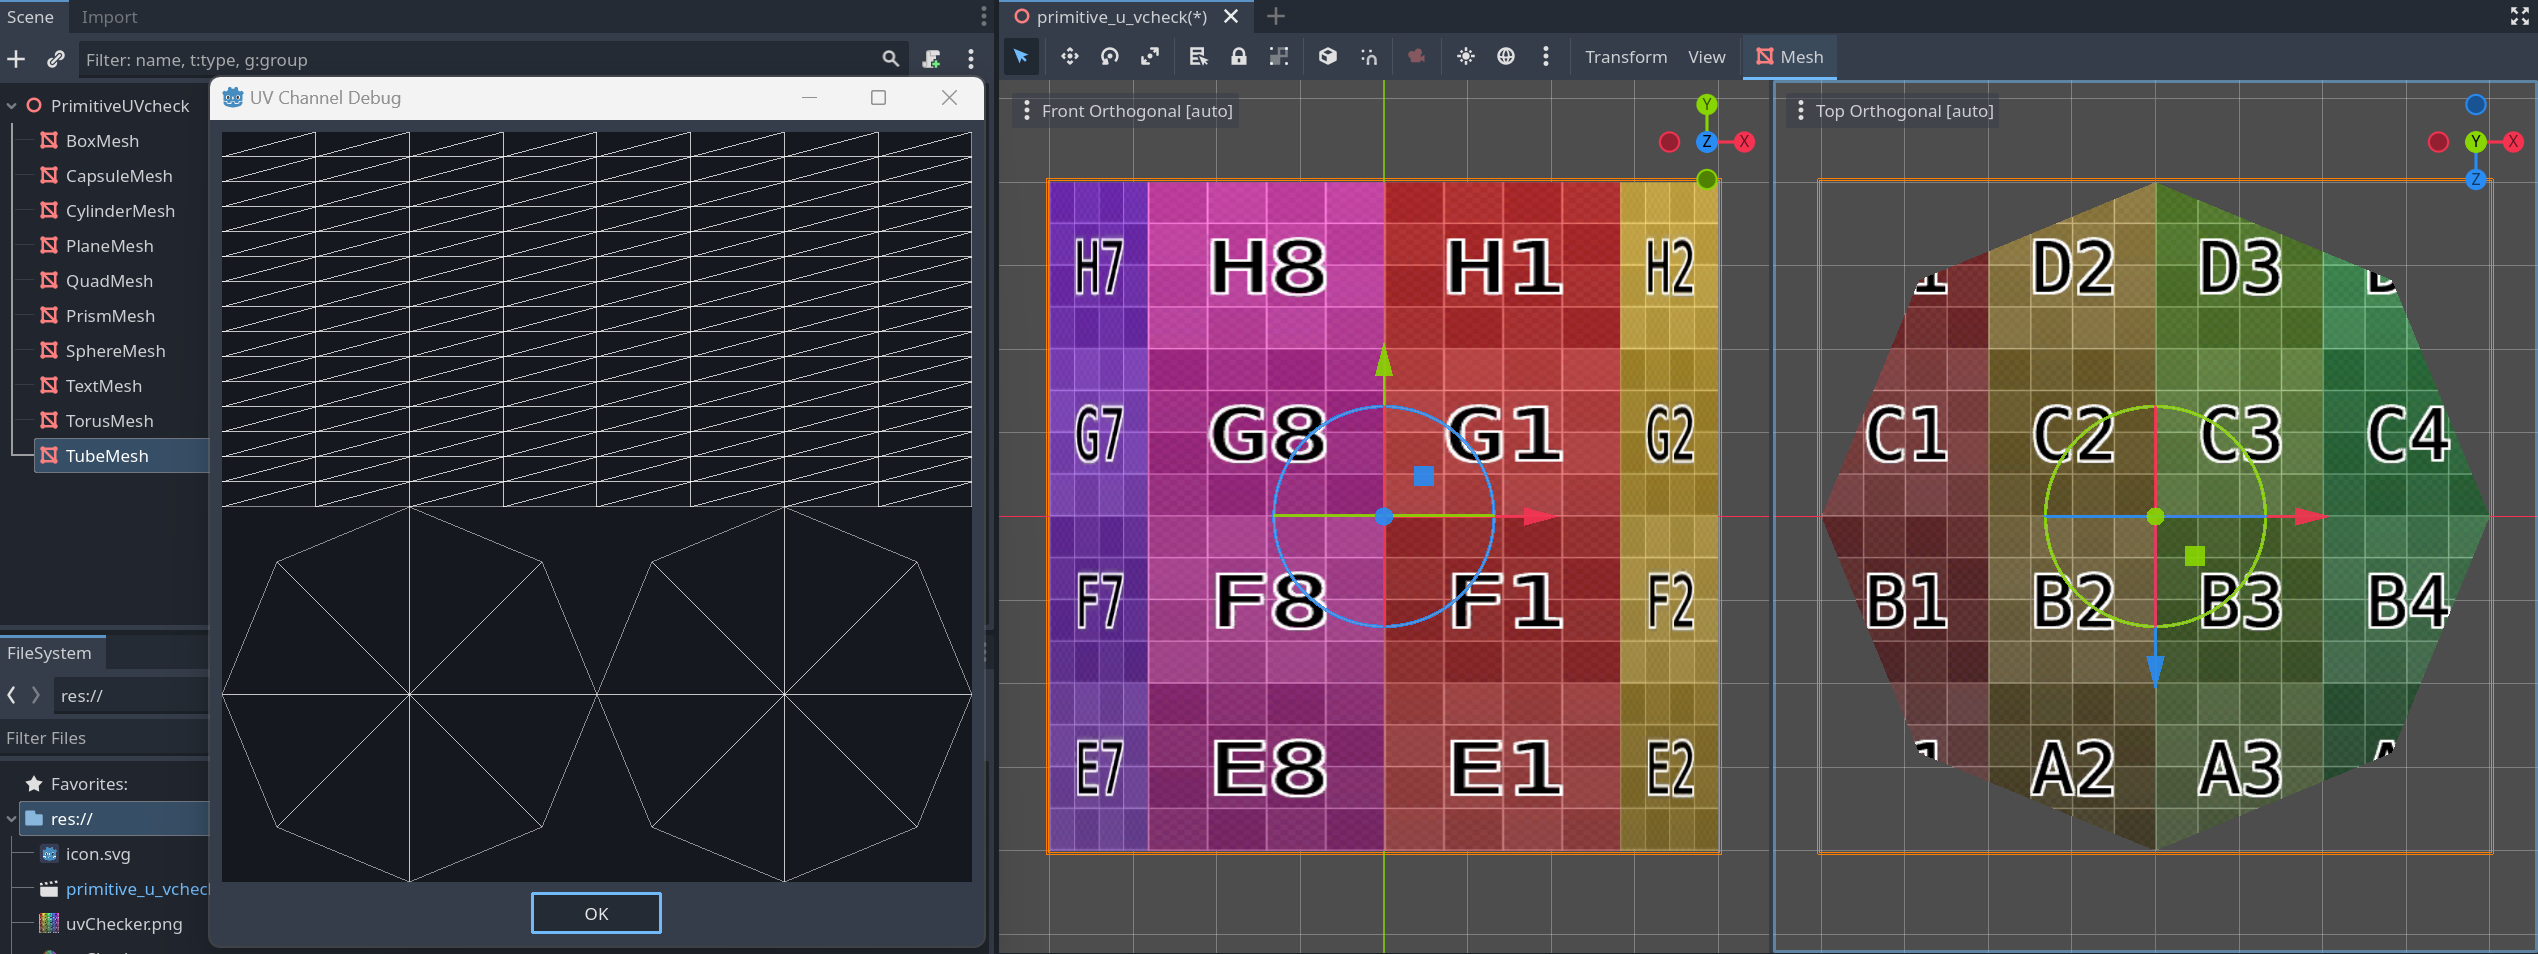 Scene
Import
Filter: name, t:type, g:group
PrimitiveUVcheck
BoxMesh
CapsuleMesh
CylinderMesh
PlaneMesh
QuadMesh
PrismMesh
SphereMesh
TextMesh
TorusMesh
TubeMesh
FileSystem
res://
Filter Files
Favorites:
res://
icon.svg
primitive_u_vchec
uvChecker.png
UV Channel Debug
OK
primitive_u_vcheck(*)
Transform
View
Mesh
Front Orthogonal [auto]
Y
Z
X
H7 H8 H1 H2
G7 G8 G1 G2
F7 F8 F1 F2
E7 E8 E1 E2
Top Orthogonal [auto]
Y
X
Z
1 D2 D3 D
C1 C2 C3 C4
B1 B2 B3 B4
1 A2 A3 A